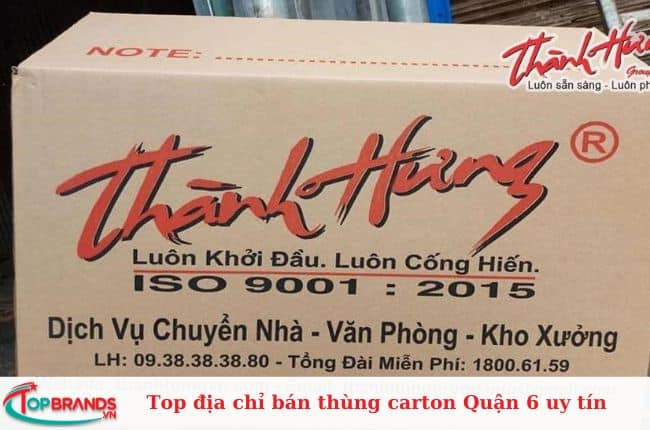 NOTE:
Thành Hưng
Group
Luôn sẵn sàng - Luôn
Thành Hưng ®
Luôn Khởi Đầu. Luôn Cống Hiến.
ISO 9001 : 2015
Dịch Vụ Chuyển Nhà - Văn Phòng - Kho Xưởng
LH: 09.38.38.38.80 - Tổng Đài Miễn Phí: 1800.61.59
TOPBRANDS.VN
Top địa chỉ bán thùng carton Quận 6 uy tín